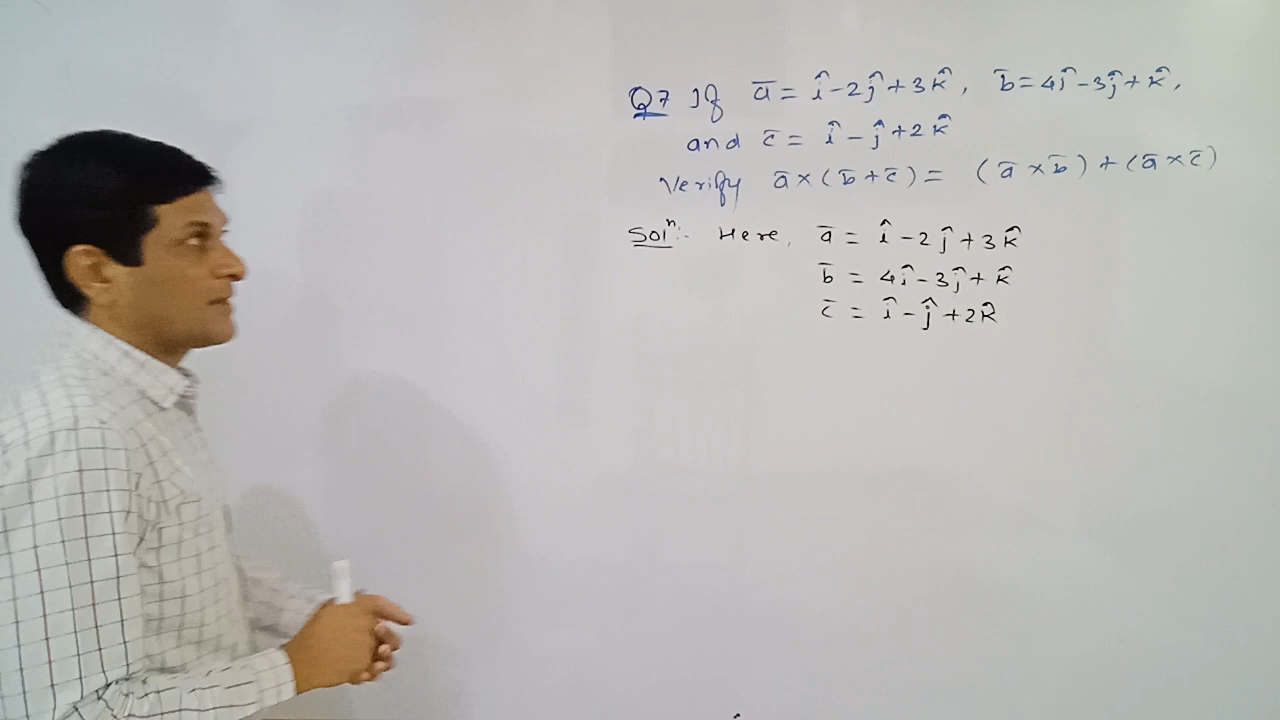 Q7 If a̅ = î - 2ĵ + 3k̂, b̅ = 4î - 3ĵ + k̂,
and c̅ = î - ĵ + 2k̂
Verify a̅ × (b̅ + c̅) = (a̅ × b̅) + (a̅ × c̅)
Solⁿ:- Here, a̅ = î - 2ĵ + 3k̂
b̅ = 4î - 3ĵ + k̂
c̅ = î - ĵ + 2k̂